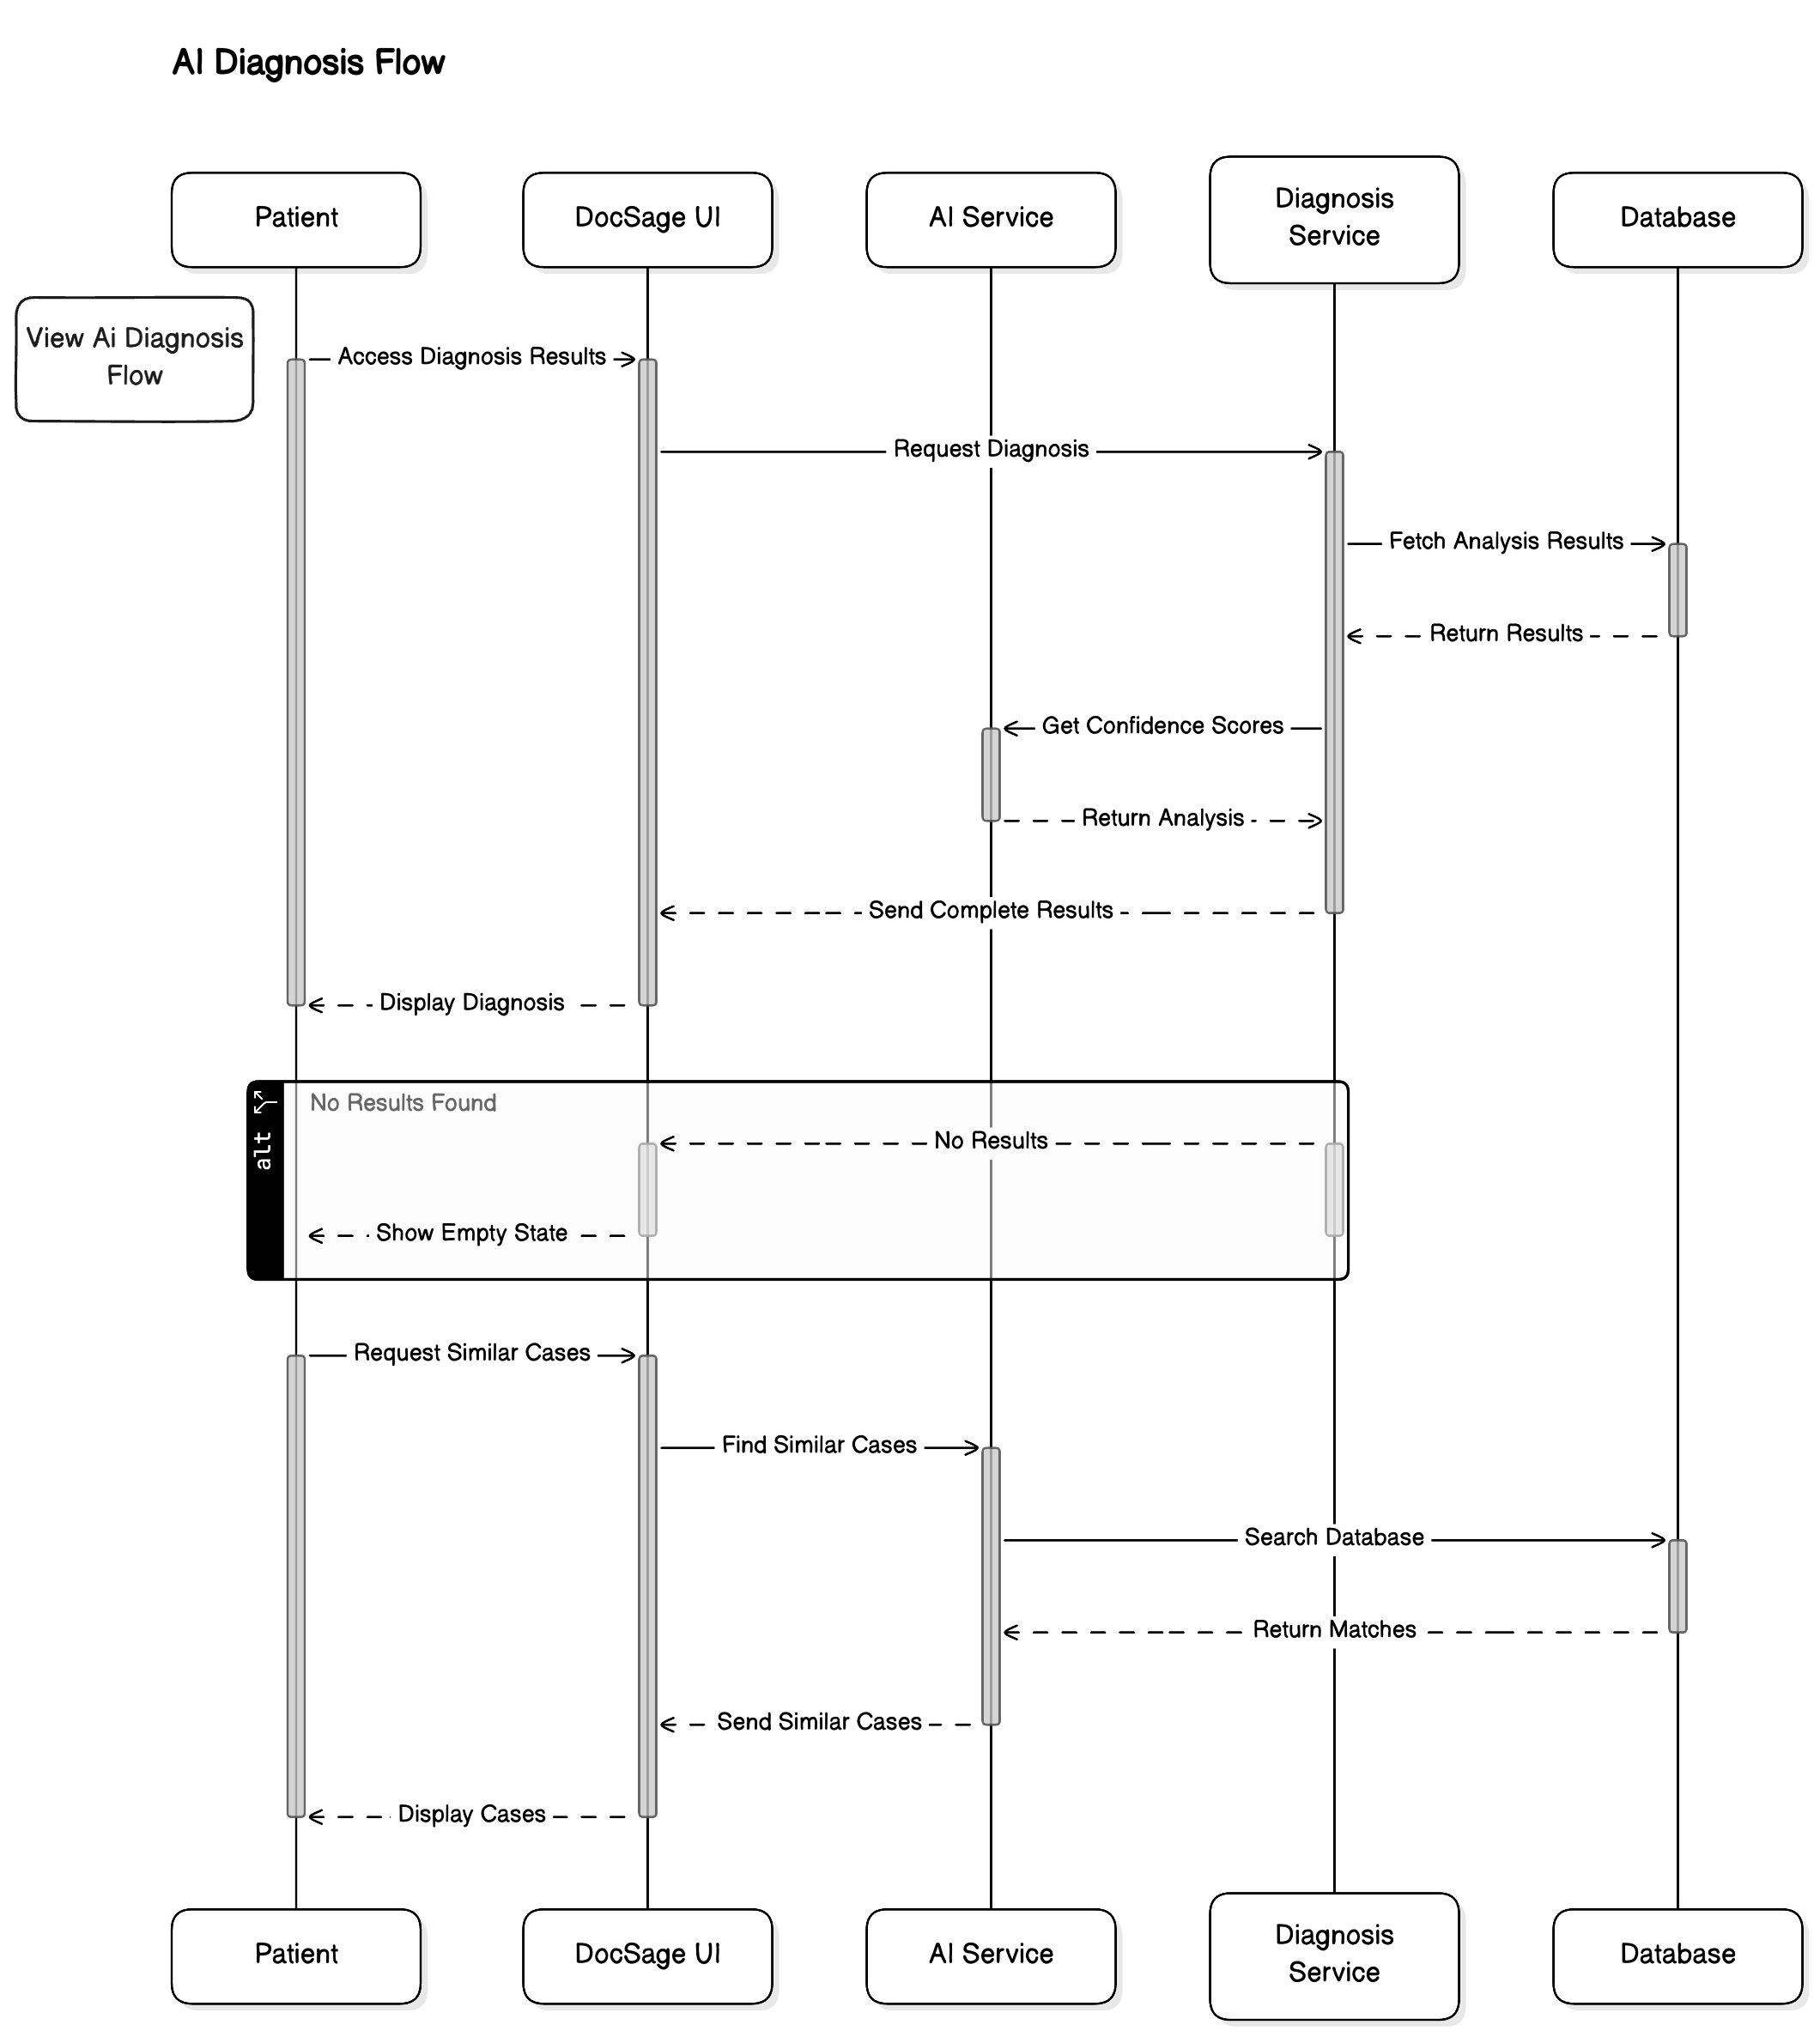 AI Diagnosis Flow
Patient
DocSage UI
AI Service
Diagnosis
Service
Database
View Ai Diagnosis
Flow
Access Diagnosis Results
Request Diagnosis
Fetch Analysis Results
Return Results
Get Confidence Scores
Return Analysis
Send Complete Results
Display Diagnosis
alt
No Results Found
No Results
Show Empty State
Request Similar Cases
Find Similar Cases
Search Database
Return Matches
Send Similar Cases
Display Cases
Patient
DocSage UI
AI Service
Diagnosis
Service
Database